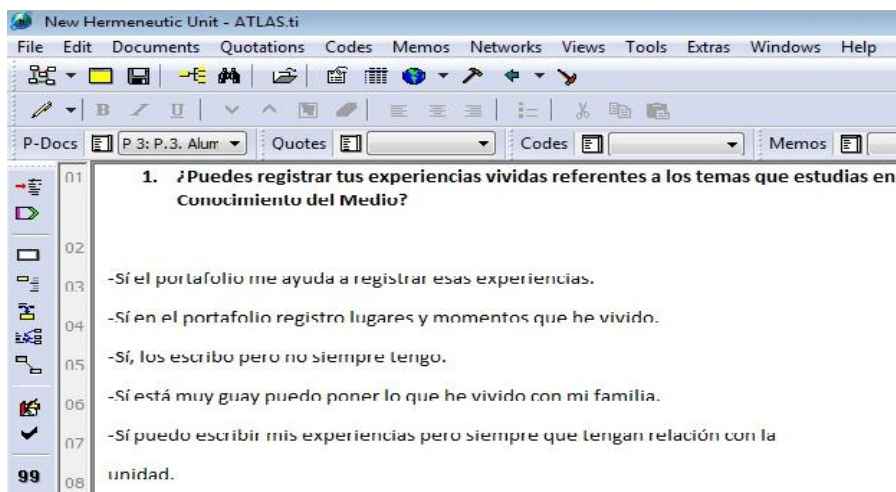 New Hermeneutic Unit - ATLAS.ti
File Edit Documents Quotations Codes Memos Networks Views Tools Extras Windows Help
B I U
P-Docs P 3: P.3. Alum Quotes Codes Memos
01 1. ¿Puedes registrar tus experiencias vividas referentes a los temas que estudias en
Conocimiento del Medio?
02
03 -Sí el portafolio me ayuda a registrar esas experiencias.
04 -Sí en el portafolio registro lugares y momentos que he vivido.
05 -Sí, los escribo pero no siempre tengo.
06 -Sí está muy guay puedo poner lo que he vivido con mi familia.
07 -Sí puedo escribir mis experiencias pero siempre que tengan relación con la
99 08 unidad.